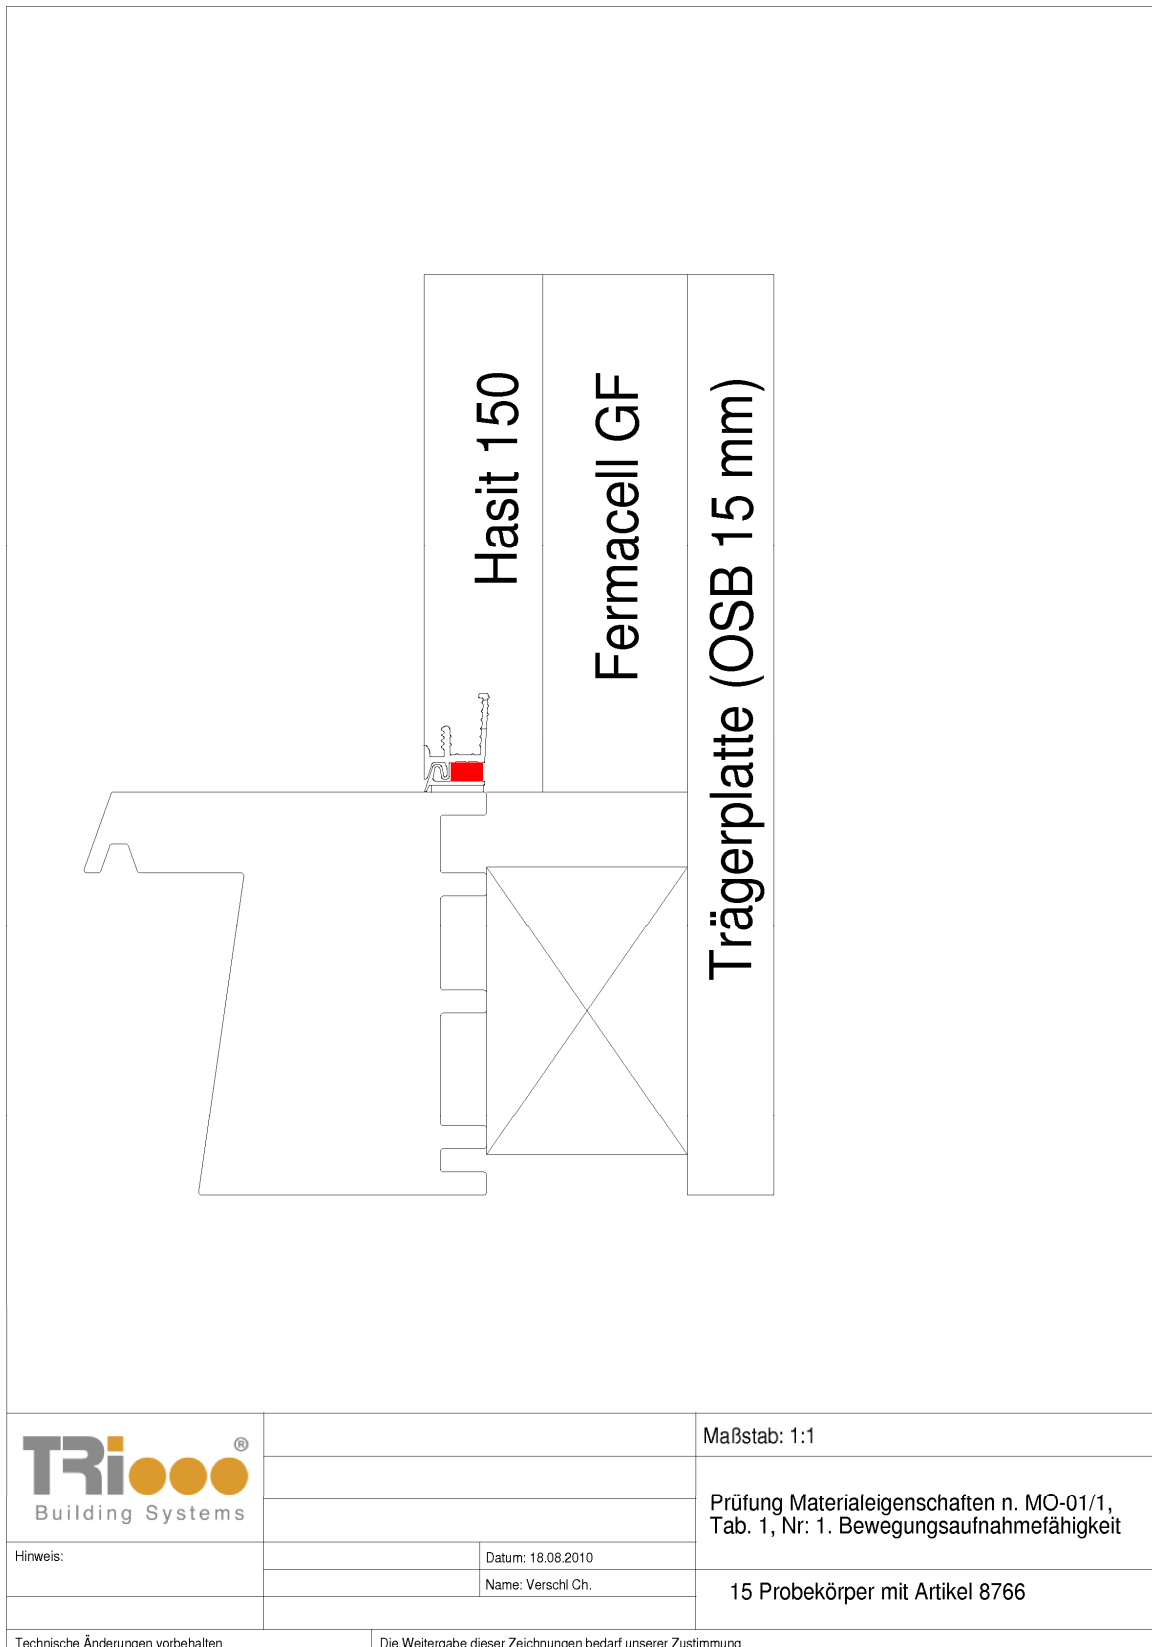 Hasit 150
Fermacell GF
Trägerplatte (OSB 15 mm)
TRi ®
Building Systems
Maßstab: 1:1
Prüfung Materialeigenschaften n. MO-01/1,
Tab. 1, Nr: 1. Bewegungsaufnahmefähigkeit
Hinweis:
Datum: 18.08.2010
Name: Verschl Ch.
15 Probekörper mit Artikel 8766
Technische Änderungen vorbehalten
Die Weitergabe dieser Zeichnungen bedarf unserer Zustimmung